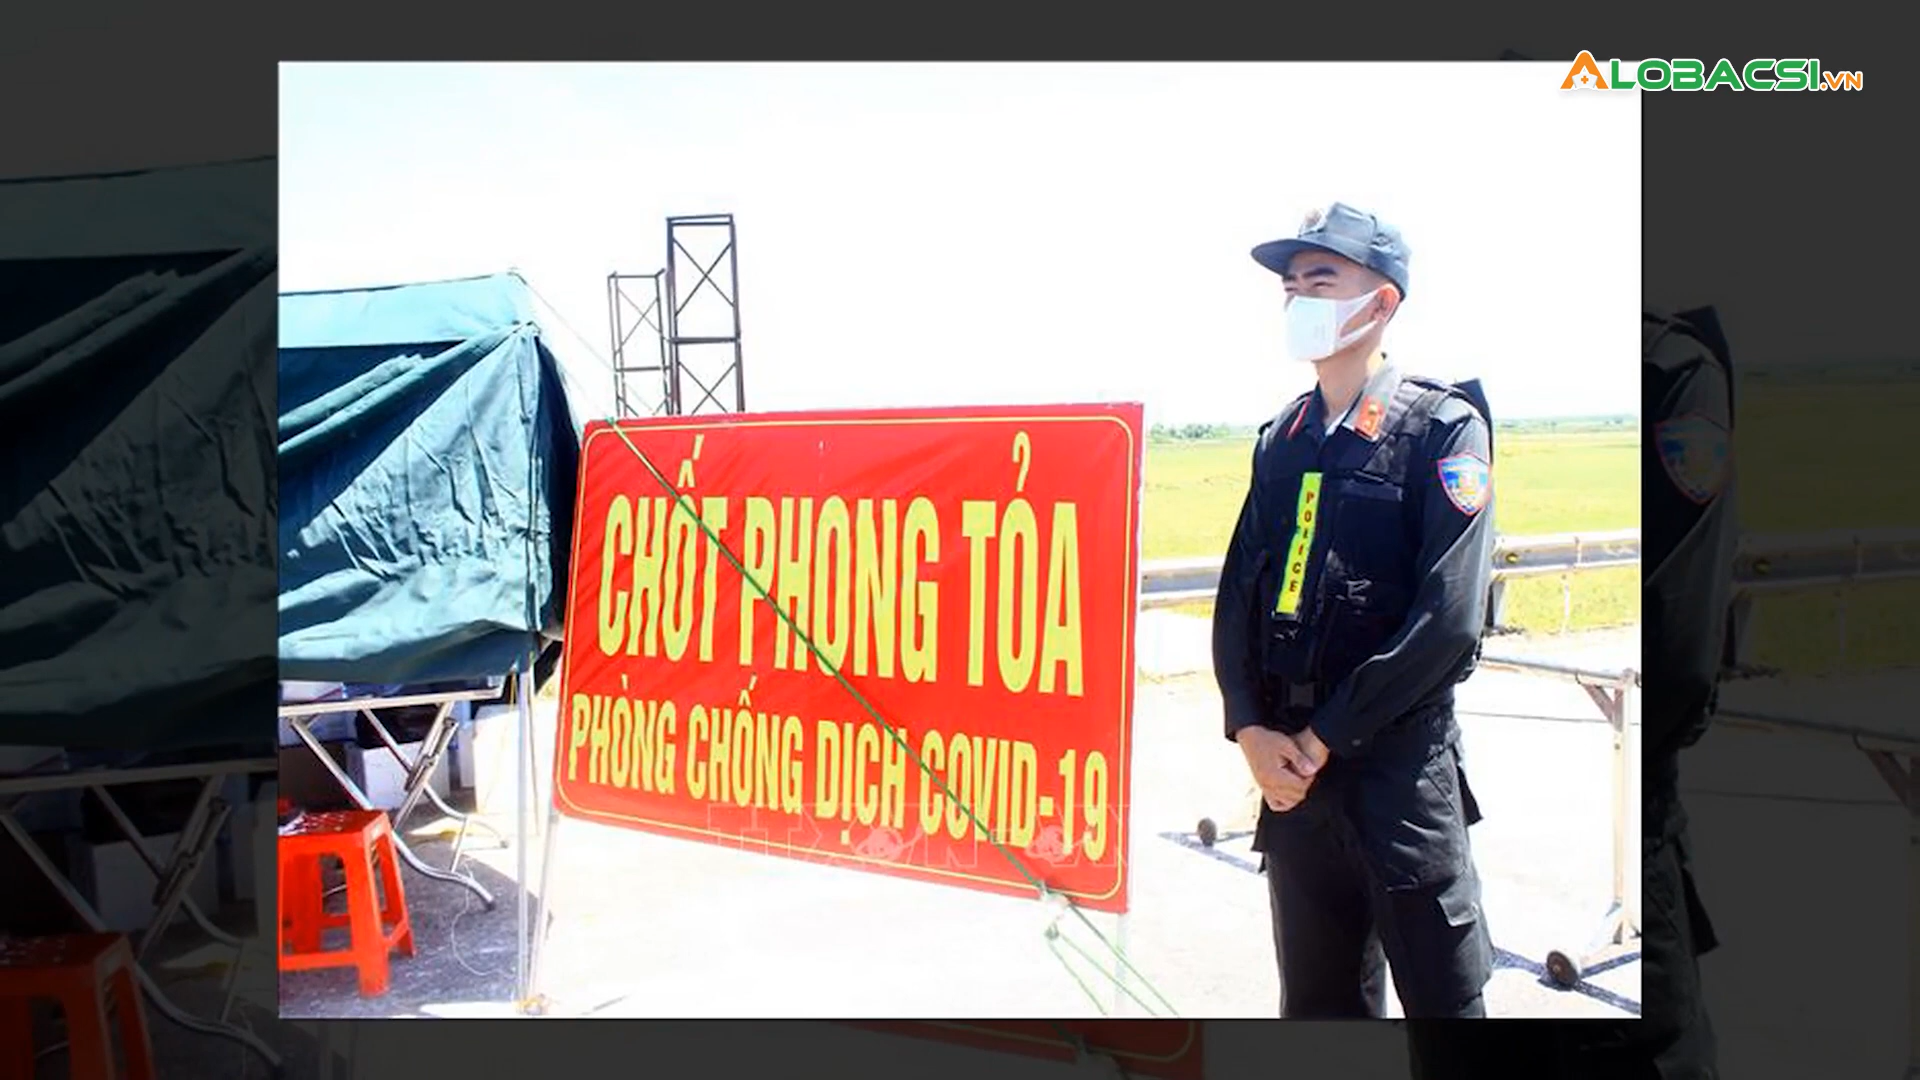 ALOBACSI.VN
CHỐT PHONG TỎA
PHÒNG CHỐNG DỊCH COVID-19
POLICE